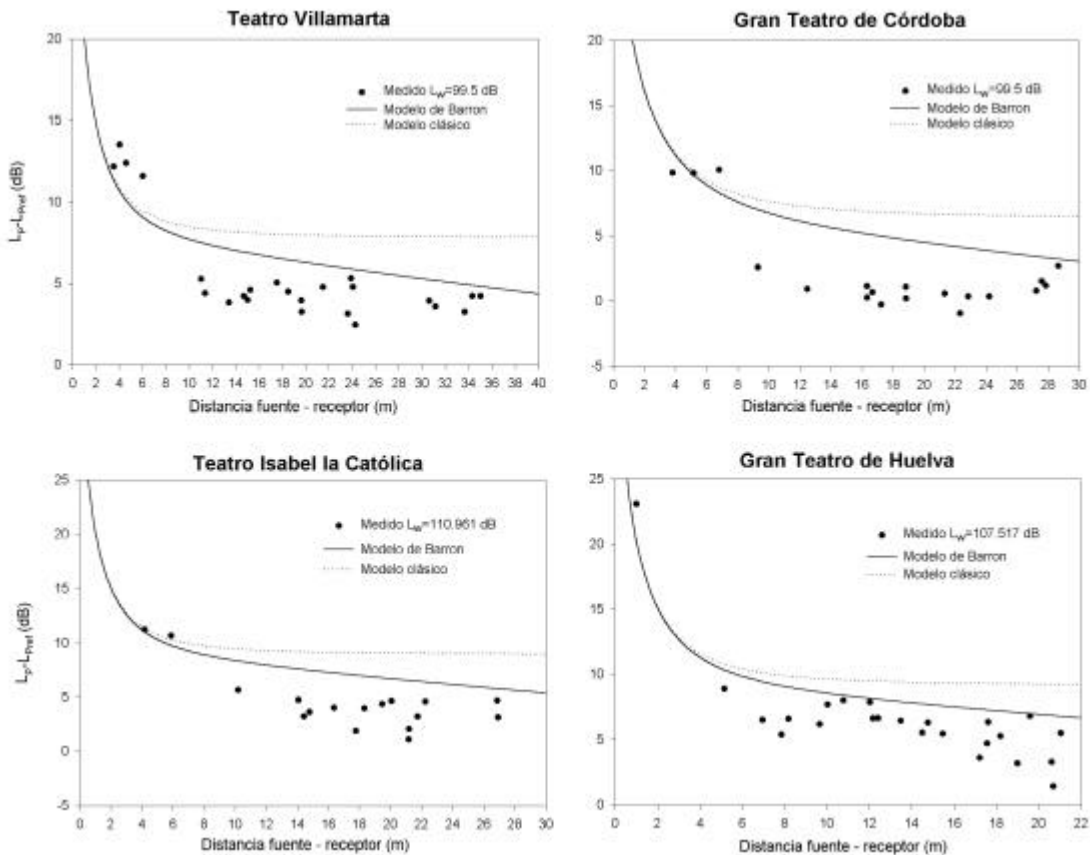 Teatro Villamarta
20
15
10
5
0
L_P-L_Pref (dB)
Medido L_W=99.5 dB
Modelo de Barron
Modelo clásico
0 2 4 6 8 10 12 14 16 18 20 22 24 26 28 30 32 34 36 38 40
Distancia fuente - receptor (m)
Gran Teatro de Córdoba
20
15
10
5
0
-5
Medido L_W=99.5 dB
Modelo de Barron
Modelo clásico
0 2 4 6 8 10 12 14 16 18 20 22 24 26 28 30
Distancia fuente - receptor (m)
Teatro Isabel la Católica
25
20
15
10
5
0
-5
L_P-L_Pref (dB)
Medido L_W=110.961 dB
Modelo de Barron
Modelo clásico
0 2 4 6 8 10 12 14 16 18 20 22 24 26 28 30
Distancia fuente - receptor (m)
Gran Teatro de Huelva
25
20
15
10
5
0
Medido L_W=107.517 dB
Modelo de Barron
Modelo clásico
0 2 4 6 8 10 12 14 16 18 20 22
Distancia fuente - receptor (m)